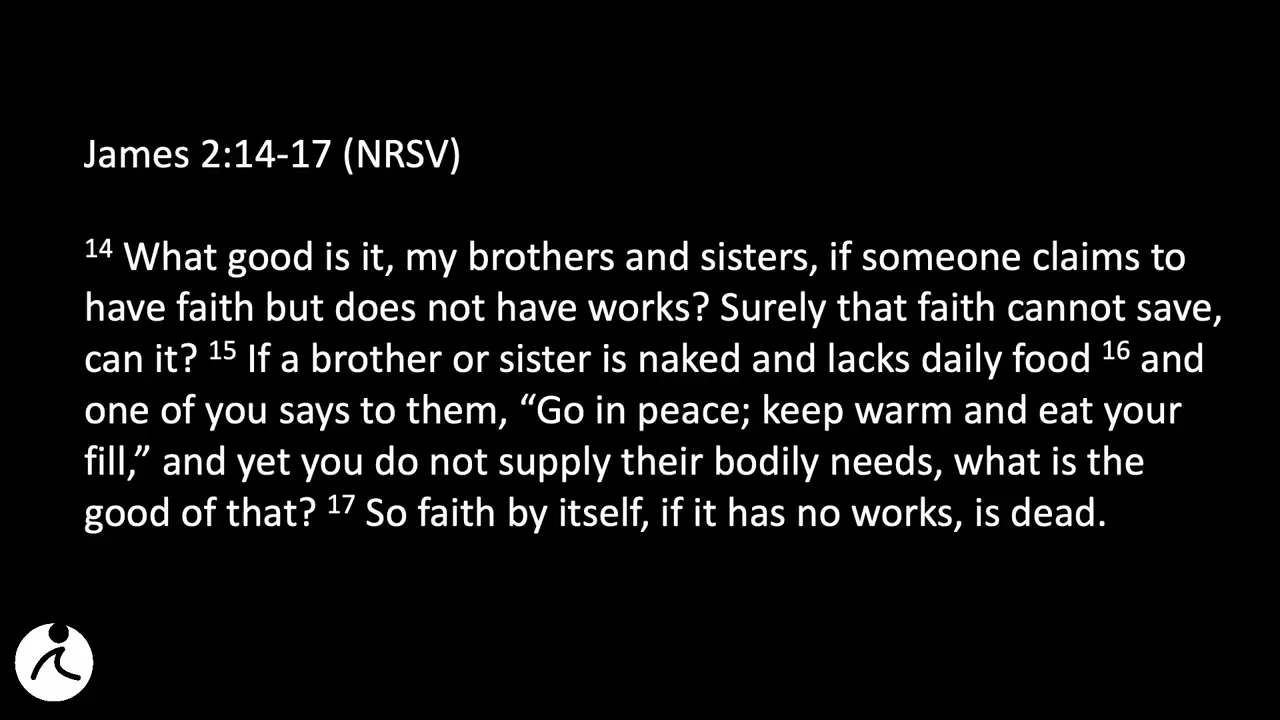 James 2:14-17 (NRSV)
14 What good is it, my brothers and sisters, if someone claims to
have faith but does not have works? Surely that faith cannot save,
can it? 15 If a brother or sister is naked and lacks daily food 16 and
one of you says to them, “Go in peace; keep warm and eat your
fill,” and yet you do not supply their bodily needs, what is the
good of that? 17 So faith by itself, if it has no works, is dead.